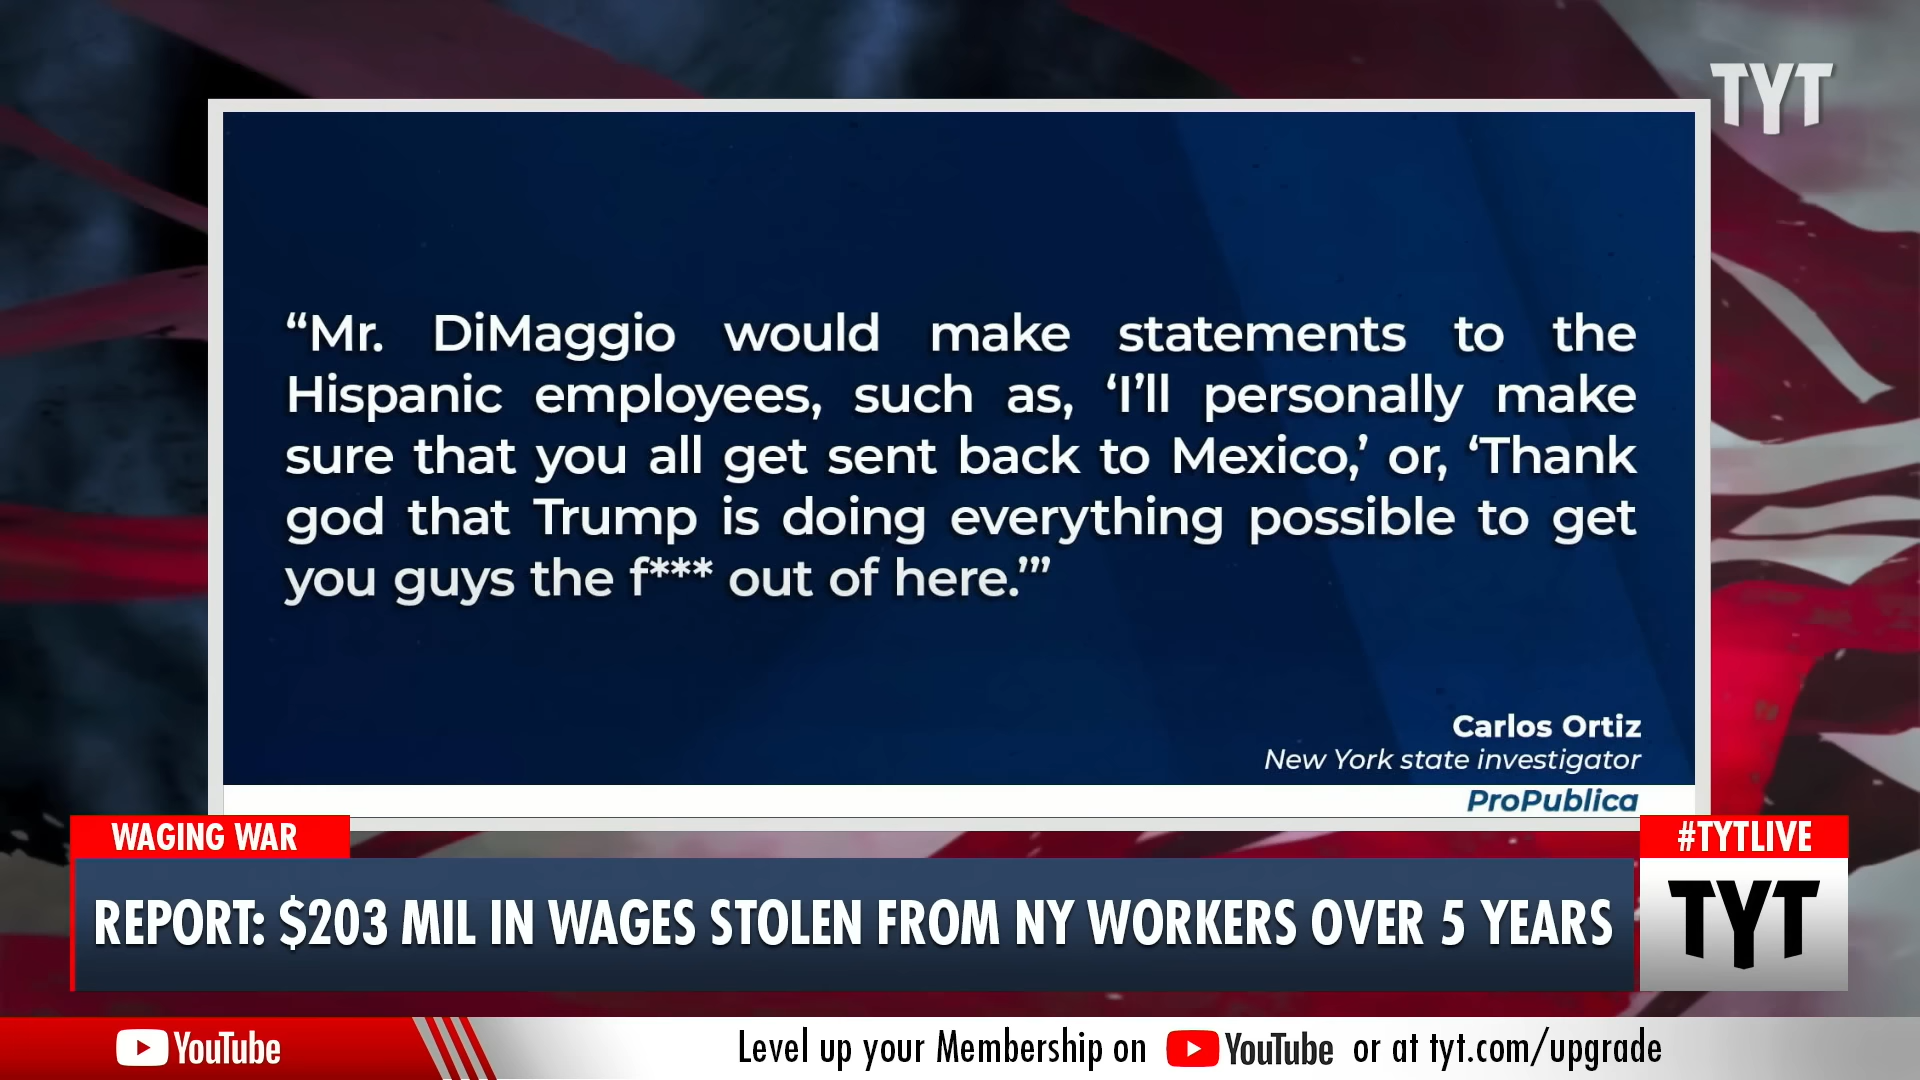 TYT
“Mr. DiMaggio would make statements to the
Hispanic employees, such as, ‘I’ll personally make
sure that you all get sent back to Mexico,’ or, ‘Thank
god that Trump is doing everything possible to get
you guys the f*** out of here.’”
Carlos Ortiz
New York state investigator
ProPublica
WAGING WAR
#TYTLIVE
REPORT: $203 MIL IN WAGES STOLEN FROM NY WORKERS OVER 5 YEARS
TYT
YouTube
Level up your Membership on YouTube or at tyt.com/upgrade